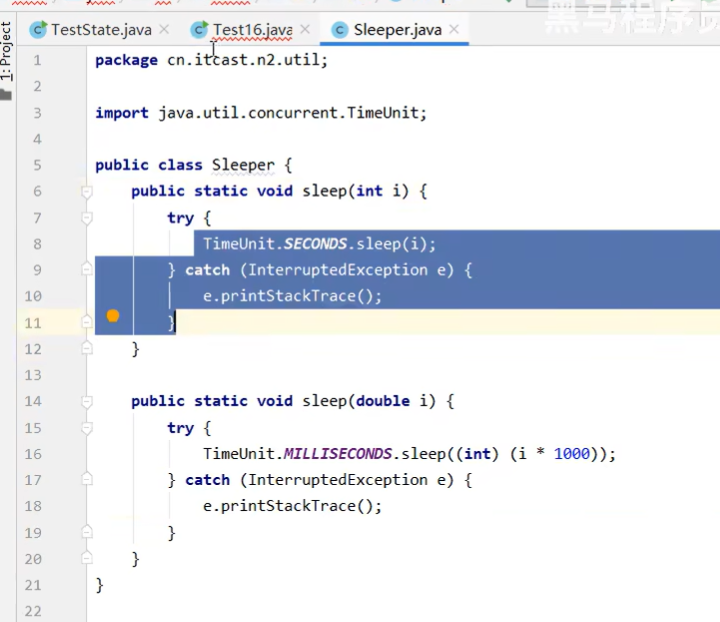 黑马程序员
TestState.java Test16.java Sleeper.java
1: Project
1 package cn.itcast.n2.util;
2
3 import java.util.concurrent.TimeUnit;
4
5 public class Sleeper {
6 public static void sleep(int i) {
7 try {
8 TimeUnit.SECONDS.sleep(i);
9 } catch (InterruptedException e) {
10 e.printStackTrace();
11 }
12 }
13
14 public static void sleep(double i) {
15 try {
16 TimeUnit.MILLISECONDS.sleep((int) (i * 1000));
17 } catch (InterruptedException e) {
18 e.printStackTrace();
19 }
20 }
21 }
22